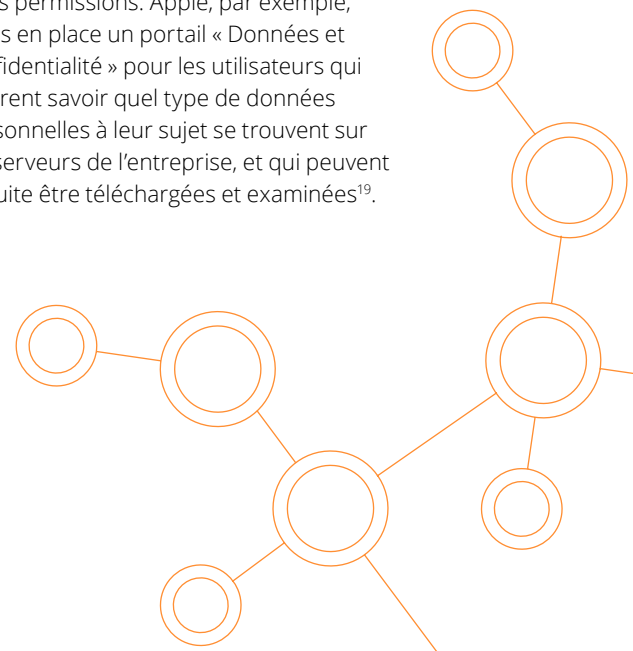 s permissions. Apple, par exemple,
s en place un portail « Données et
fidentialité » pour les utilisateurs qui
rent savoir quel type de données
sonnelles à leur sujet se trouvent sur
serveurs de l’entreprise, et qui peuvent
uite être téléchargées et examinées¹⁹.